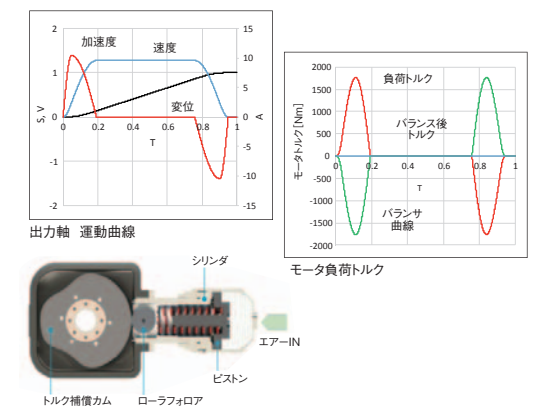 2
1
0
-1
-2
S, V
加速度
速度
変位
0
0.2
0.4
0.6
0.8
1
T
15
10
5
0
-5
-10
-15
A
出力軸 運動曲線
2000
1500
1000
500
0
-500
-1000
-1500
-2000
モータトルク[Nm]
負荷トルク
バランス後
トルク
0
0.2
0.4
0.6
0.8
1
T
バランサ
曲線
モータ負荷トルク
シリンダ
エアーIN
ピストン
トルク補償カム
ローラフォロア